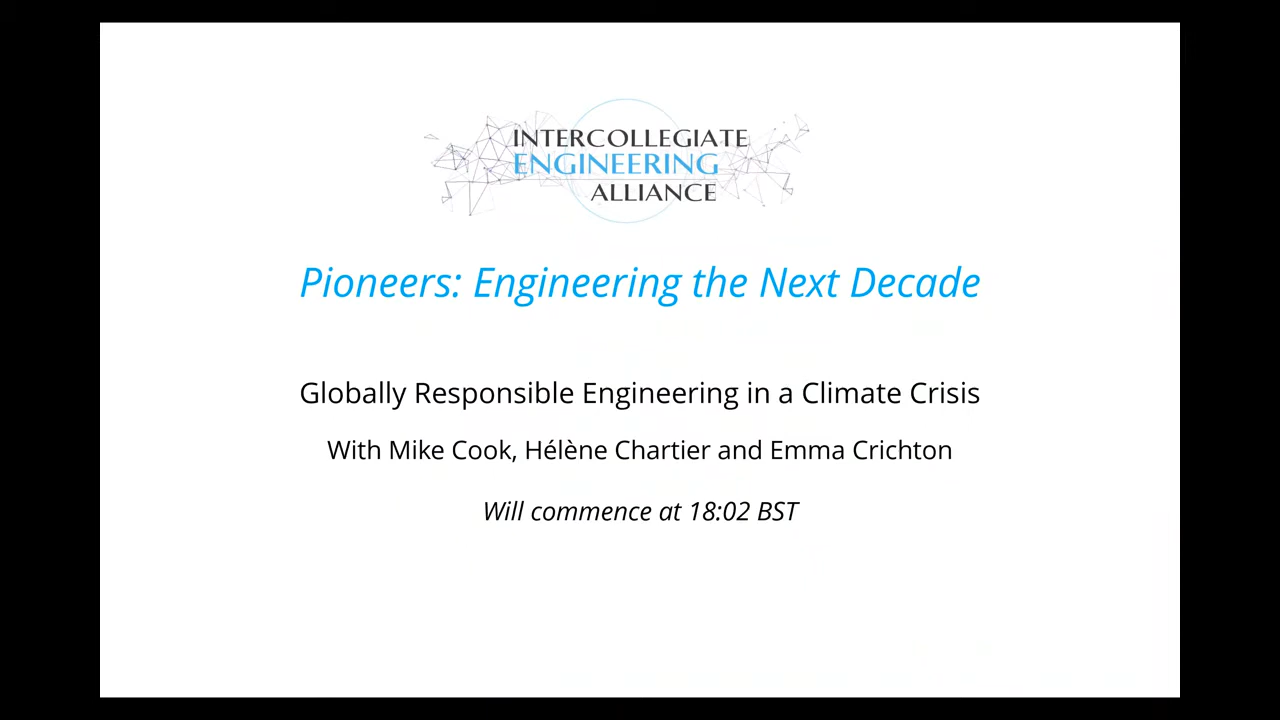 INTERCOLLEGIATE
ENGINEERING
ALLIANCE
Pioneers: Engineering the Next Decade
Globally Responsible Engineering in a Climate Crisis
With Mike Cook, Hélène Chartier and Emma Crichton
Will commence at 18:02 BST